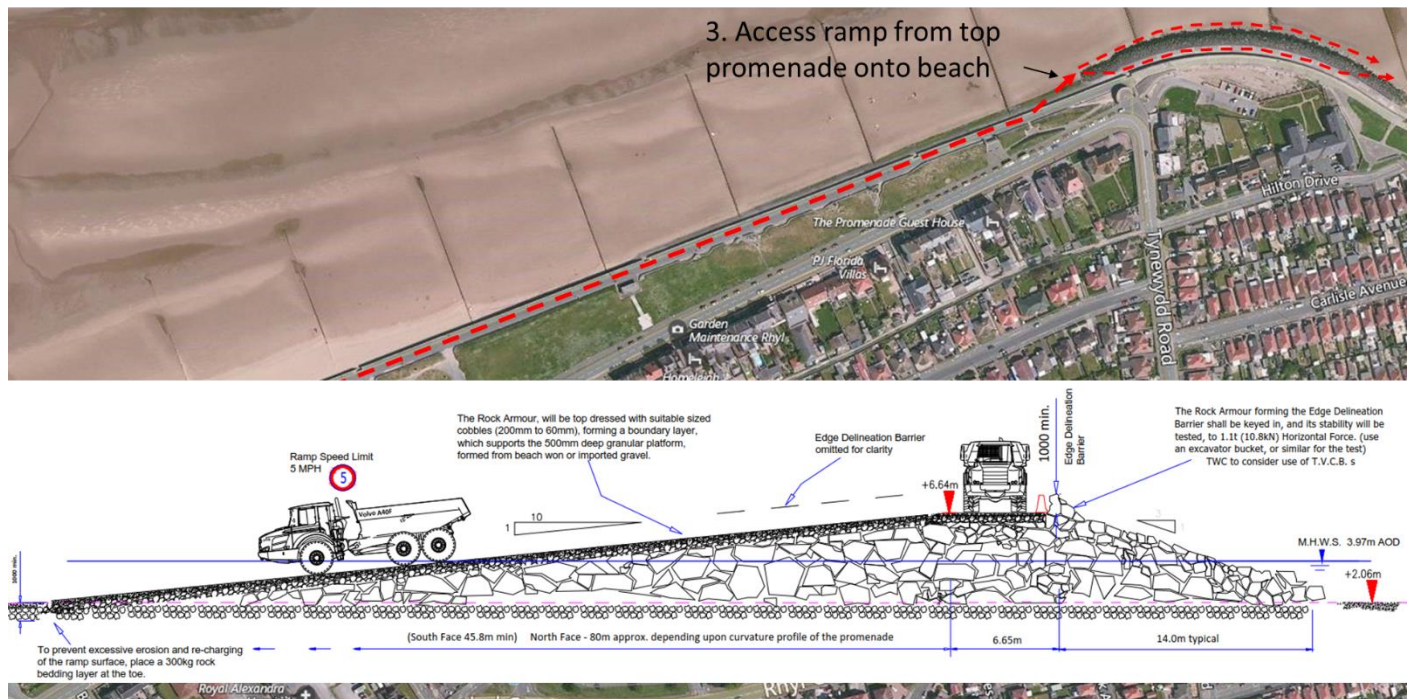 3. Access ramp from top
promenade onto beach
Hilton Drive
The Promenade Guest House
Tynewydd Road
PJ Florida
Villas
Carlisle Avenue
Garden
Maintenance Rhyl
Homeleigh
The Rock Armour, will be top dressed with suitable sized
cobbles (200mm to 60mm), forming a boundary layer,
which supports the 500mm deep granular platform,
formed from beach won or imported gravel.
Edge Delineation Barrier
omitted for clarity
1000 min.
Edge Delineation
Barrier
The Rock Armour forming the Edge Delineation
Barrier shall be keyed in, and its stability will be
tested, to 1.1t (10.8kN) Horizontal Force. (use
an excavator bucket, or similar for the test)
TWC to consider use of T.V.C.B. s
Ramp Speed Limit
5 MPH
5
Volvo A40F
10
1
+6.64m
3
1
M.H.W.S. 3.97m AOD
+2.06m
1000 min.
(South Face 45.8m min) North Face - 80m approx. depending upon curvature profile of the promenade
6.65m
14.0m typical
To prevent excessive erosion and re-charging
of the ramp surface, place a 300kg rock
bedding layer at the toe.
Royal Alexandra